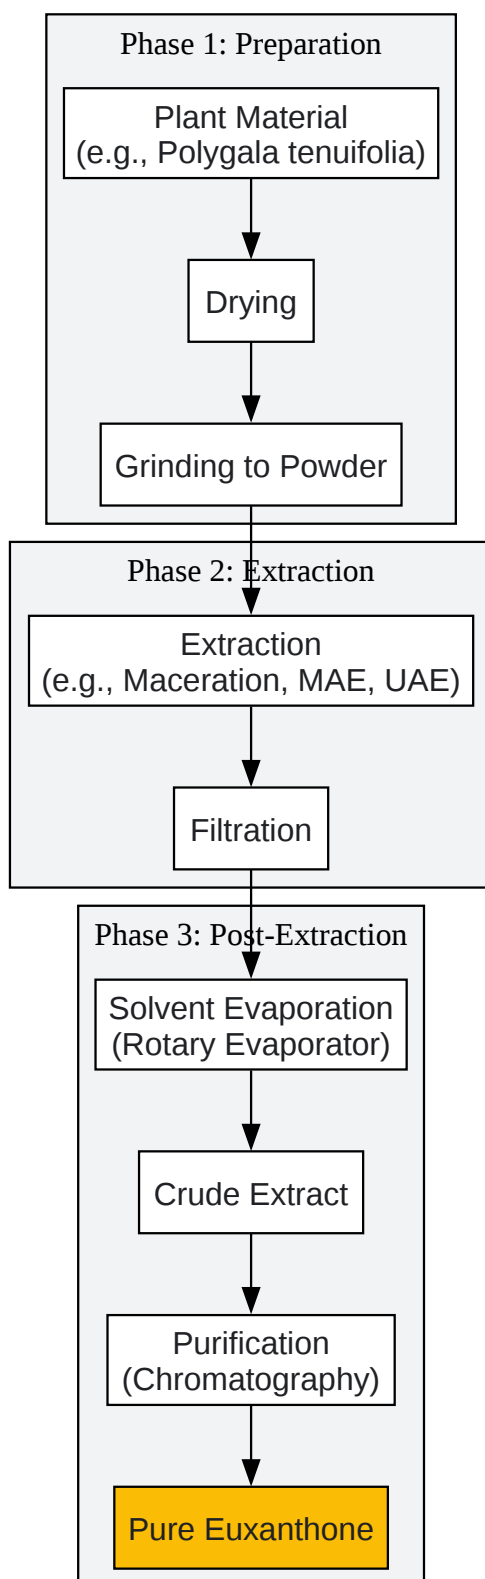 Phase 1: Preparation
Plant Material
(e.g., Polygala tenuifolia)
Drying
Grinding to Powder
Phase 2: Extraction
Extraction
(e.g., Maceration, MAE, UAE)
Filtration
Phase 3: Post-Extraction
Solvent Evaporation
(Rotary Evaporator)
Crude Extract
Purification
(Chromatography)
Pure Euxanthone